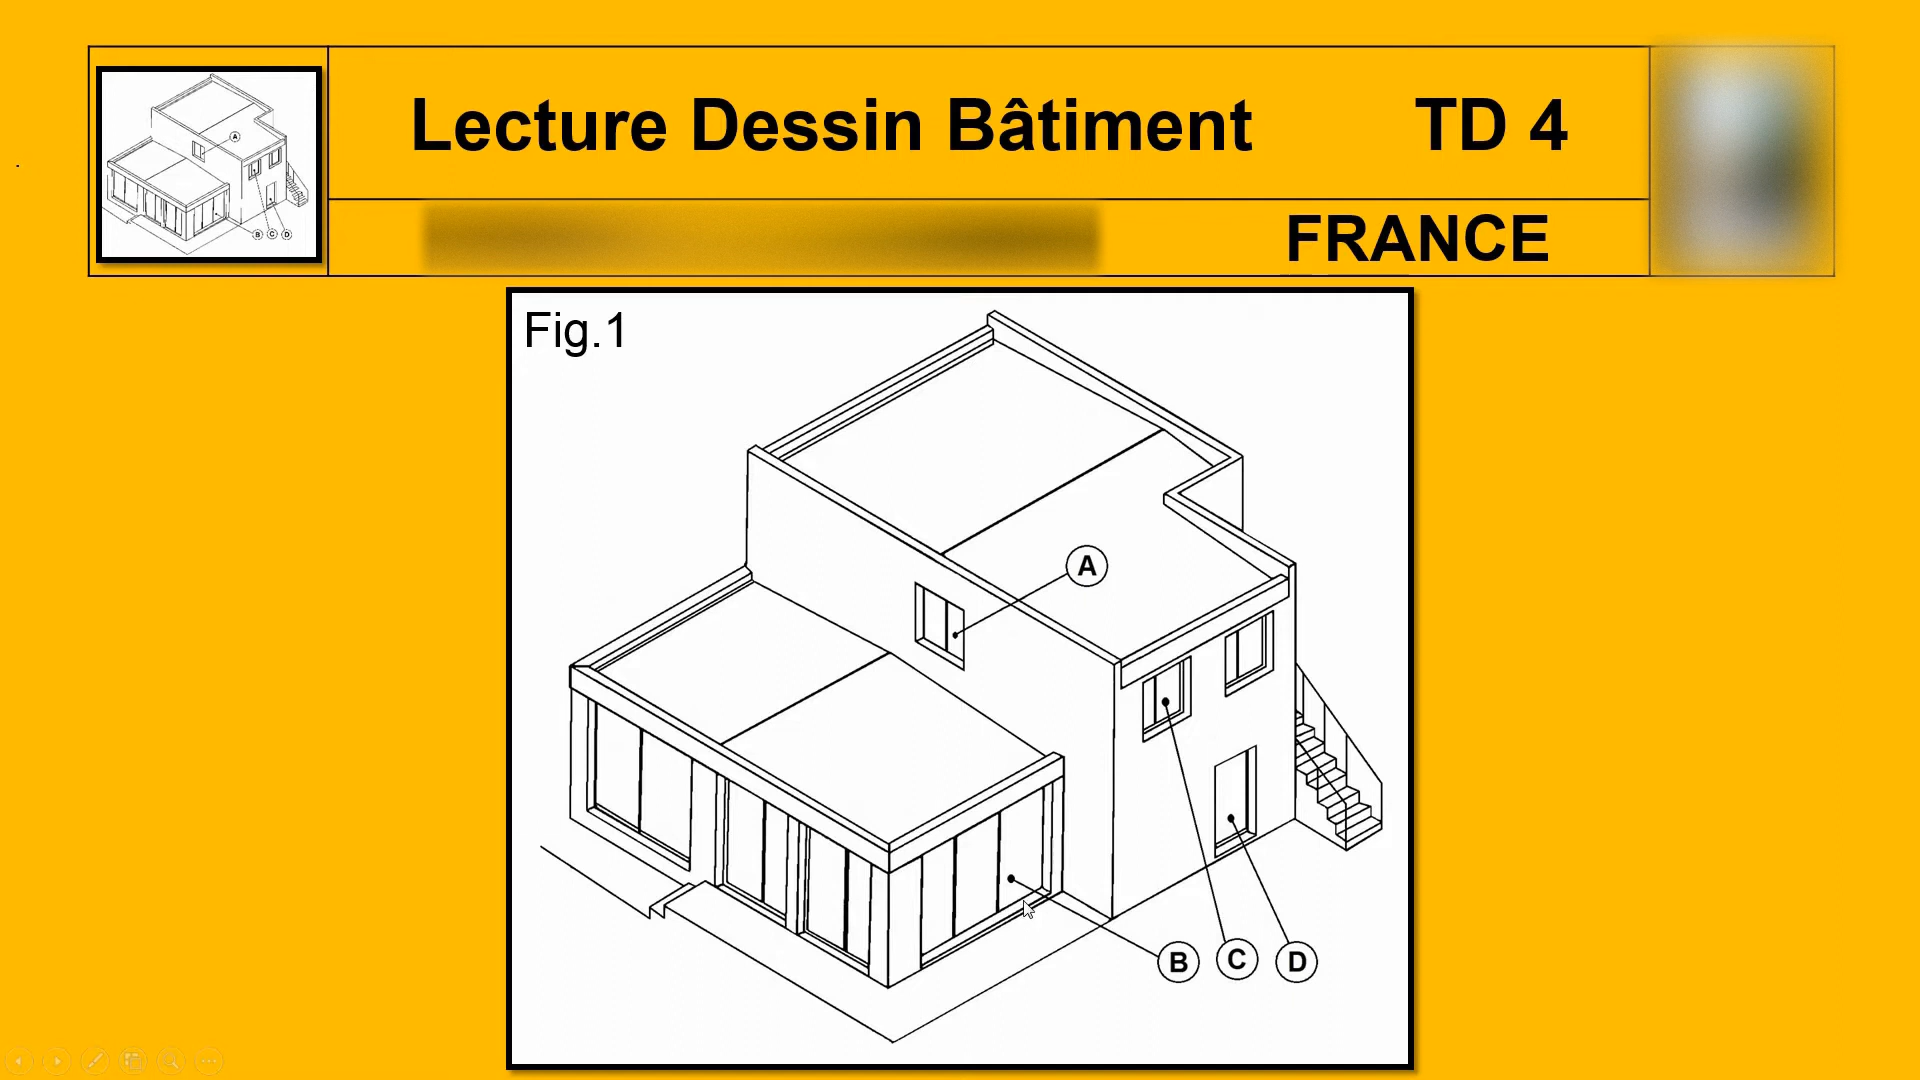 Lecture Dessin Bâtiment TD 4
FRANCE
Fig.1
A
B C D
A
B C D